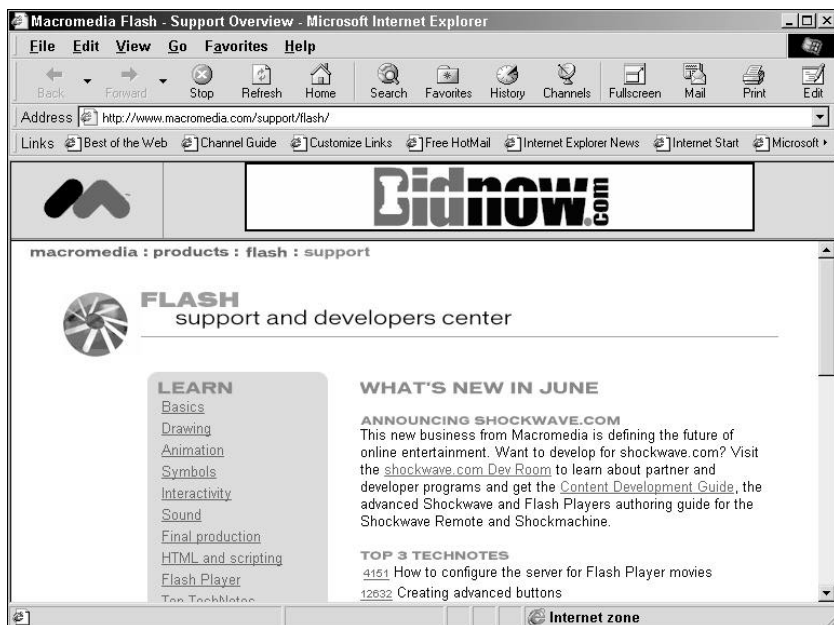 Macromedia Flash - Support Overview - Microsoft Internet Explorer
File Edit View Go Favorites Help
Back Forward Stop Refresh Home Search Favorites History Channels Fullscreen Mail Print Edit
Address http://www.macromedia.com/support/flash/
Links Best of the Web Channel Guide Customize Links Free HotMail Internet Explorer News Internet Start Microsoft
Bidnow.com
macromedia : products : flash : support
FLASH
support and developers center
LEARN
Basics
Drawing
Animation
Symbols
Interactivity
Sound
Final production
HTML and scripting
Flash Player
Top TechNotes
WHAT'S NEW IN JUNE
ANNOUNCING SHOCKWAVE.COM
This new business from Macromedia is defining the future of
online entertainment. Want to develop for shockwave.com? Visit
the shockwave.com Dev Room to learn about partner and
developer programs and get the Content Development Guide, the
advanced Shockwave and Flash Players authoring guide for the
Shockwave Remote and Shockmachine.
TOP 3 TECHNOTES
4151 How to configure the server for Flash Player movies
12632 Creating advanced buttons
Internet zone